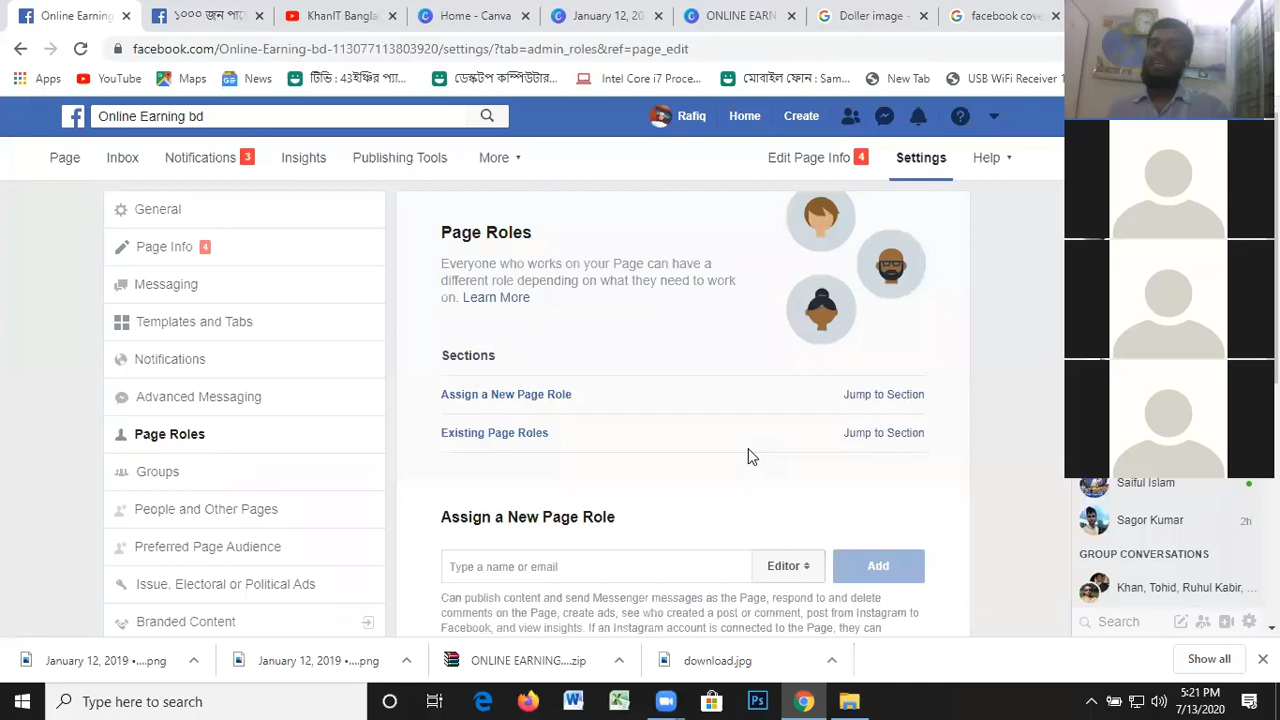 Online Earning bd
১০০০ জন পাে
KhanIT Bangla
Home - Canva
January 12, 20
ONLINE EARN
Doller image -
facebook cove
facebook.com/Online-Earning-bd-113077113803920/settings/?tab=admin_roles&ref=page_edit
Apps
YouTube
Maps
News
টিভি : 43ইঞ্চির প্যা...
ডেস্কটপ কম্পিউটার...
Intel Core i7 Proce...
মোবাইল ফোন : Sam...
New Tab
USB WiFi Receiver 1
Online Earning bd
Rafiq
Home
Create
Page
Inbox
Notifications 3
Insights
Publishing Tools
More
Edit Page Info 4
Settings
Help
General
Page Info 4
Messaging
Templates and Tabs
Notifications
Advanced Messaging
Page Roles
Groups
People and Other Pages
Preferred Page Audience
Issue, Electoral or Political Ads
Branded Content
Page Roles
Everyone who works on your Page can have a
different role depending on what they need to work
on. Learn More
Sections
Assign a New Page Role Jump to Section
Existing Page Roles Jump to Section
Assign a New Page Role
Type a name or email
Editor
Add
Can publish content and send Messenger messages as the Page, respond to and delete
comments on the Page, create ads, see who created a post or comment, post from Instagram to
Facebook, and view insights. If an Instagram account is connected to the Page, they can
Saiful Islam
Sagor Kumar 2h
GROUP CONVERSATIONS
Khan, Tohid, Ruhul Kabir, ...
Search
January 12, 2019 •....png
January 12, 2019 •....png
ONLINE EARNING....zip
download.jpg
Show all
Type here to search
5:21 PM
7/13/2020